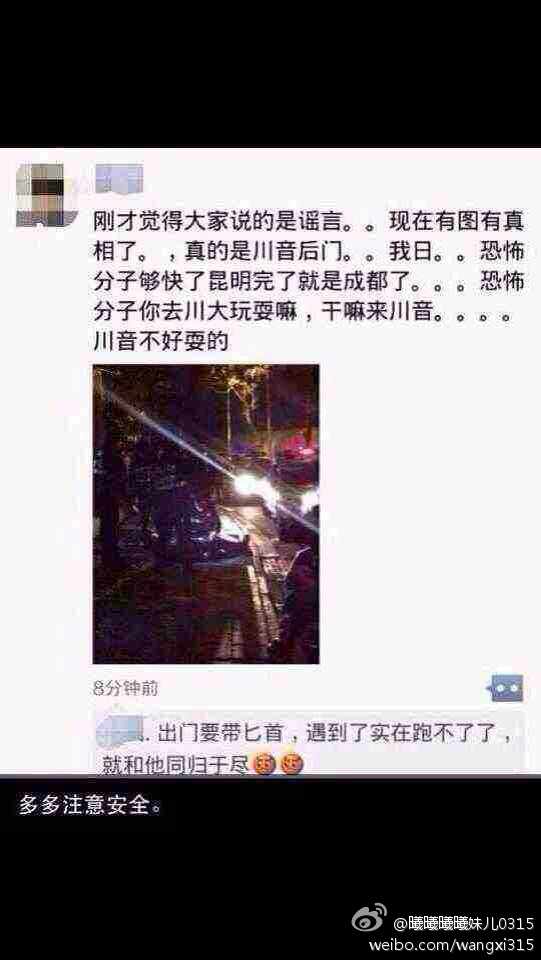 刚才觉得大家说的是谣言。。现在有图有真
相了。，真的是川音后门。。我日。。恐怖
分子够快了昆明完了就是成都了。。。恐怖
分子你去川大玩耍嘛，干嘛来川音。。。。
川音不好耍的
8分钟前
. 出门要带匕首，遇到了实在跑不了了，
就和他同归于尽
多多注意安全。
@曦曦曦曦妹儿0315
weibo.com/wangxi315